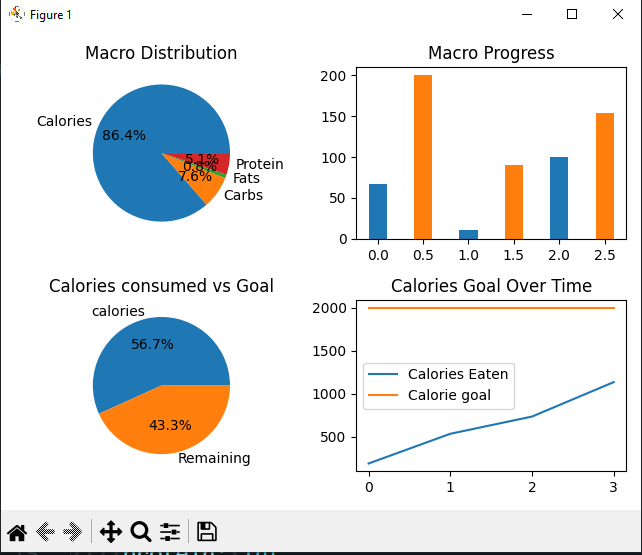 Figure 1
Macro Distribution
Calories
86.4%
5.1%
0.8%
7.6%
Protein
Fats
Carbs
Macro Progress
200
150
100
50
0
0.0 0.5 1.0 1.5 2.0 2.5
Calories consumed vs Goal
calories
56.7%
43.3%
Remaining
Calories Goal Over Time
2000
1500
1000
500
Calories Eaten
Calorie goal
0 1 2 3